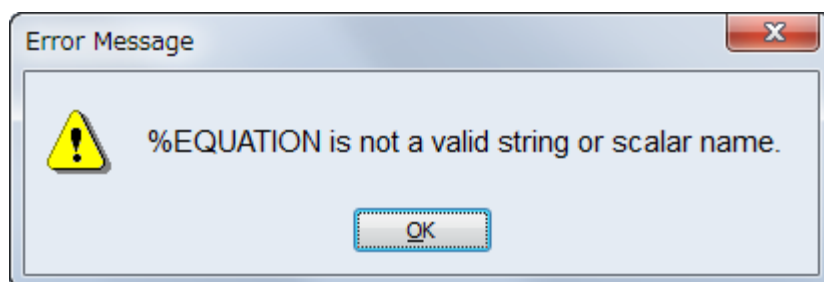 Error Message
%EQUATION is not a valid string or scalar name.
OK